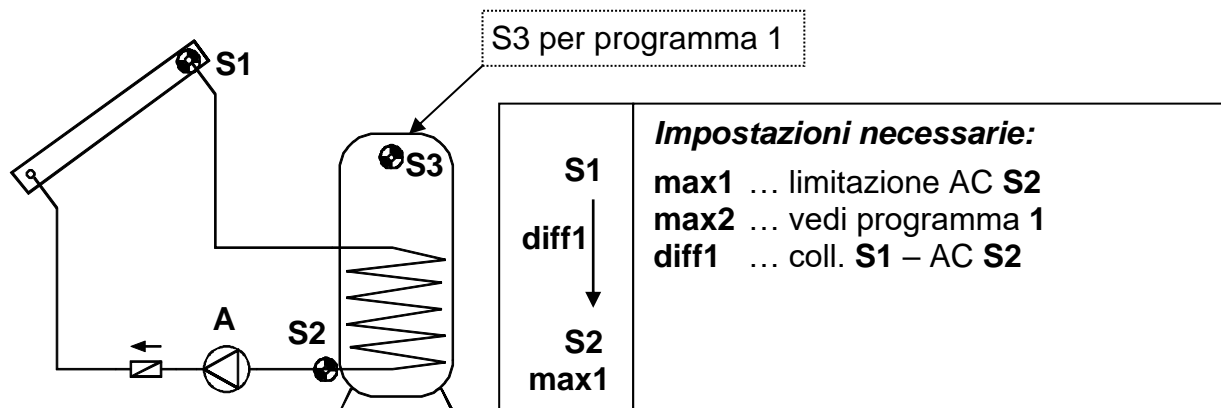 S3 per programma 1
S1
S3
A
S2
S1
diff1
S2
max1
Impostazioni necessarie:
max1 … limitazione AC S2
max2 … vedi programma 1
diff1 … coll. S1 – AC S2